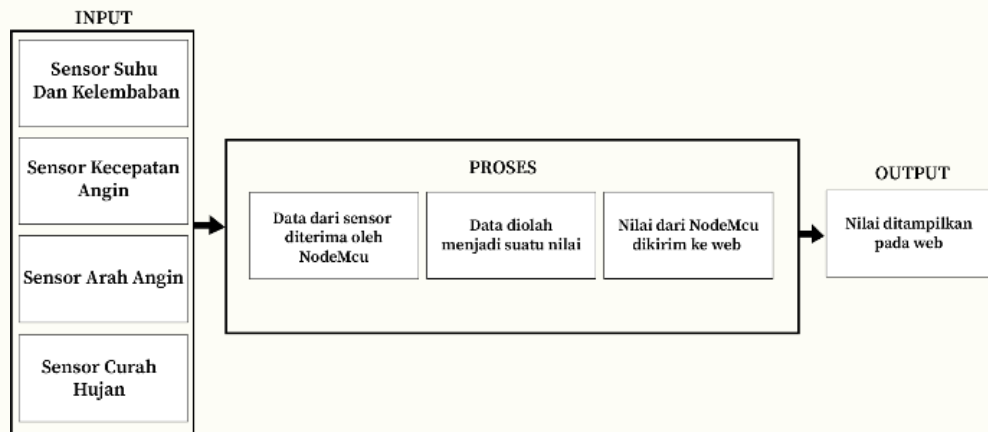 INPUT
Sensor Suhu
Dan Kelembaban
Sensor Kecepatan
Angin
Sensor Arah Angin
Sensor Curah
Hujan
PROSES
Data dari sensor
diterima oleh
NodeMcu
Data diolah
menjadi suatu nilai
Nilai dari NodeMcu
dikirim ke web
OUTPUT
Nilai ditampilkan
pada web